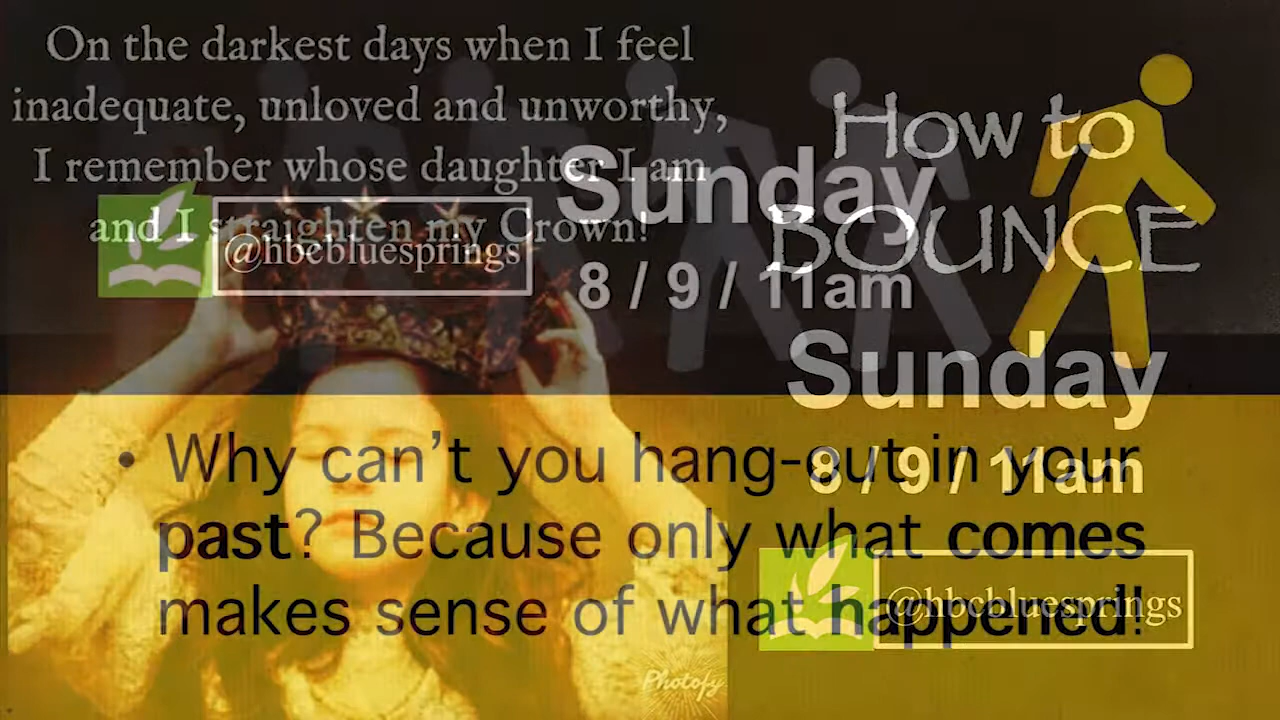 On the darkest days when I feel
inadequate, unloved and unworthy,
I remember whose daughter I am
and I straighten my Crown!
@hbcbluesprings
Sunday
8 / 9 / 11am
How to
BOUNCE
Sunday
8 / 9 / 11am
• Why can't you hang-out in your
past? Because only what comes
makes sense of what happened!
@hbcbluesprings
Photofy